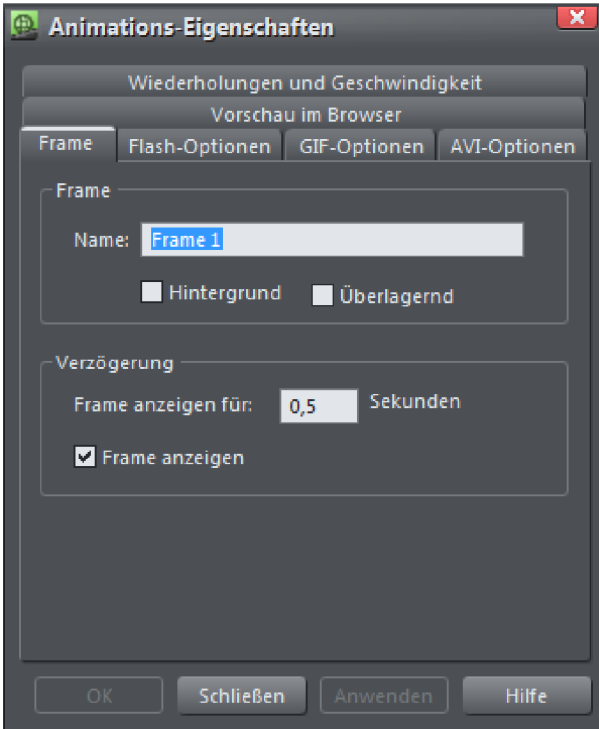 Animations-Eigenschaften
Wiederholungen und Geschwindigkeit
Vorschau im Browser
Frame Flash-Optionen GIF-Optionen AVI-Optionen
Frame
Name: Frame 1
Hintergrund Überlagernd
Verzögerung
Frame anzeigen für: 0,5 Sekunden
Frame anzeigen
OK Schließen Anwenden Hilfe